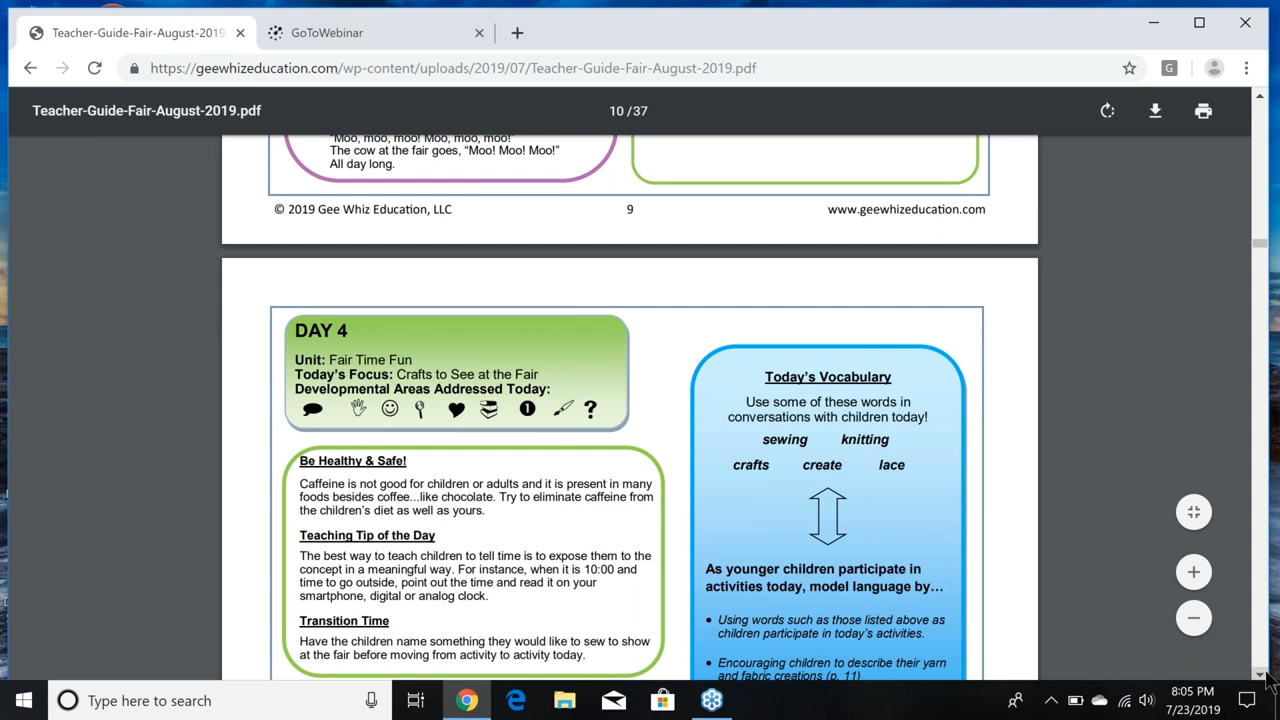 Teacher-Guide-Fair-August-2019
GoToWebinar
https://geewhizeducation.com/wp-content/uploads/2019/07/Teacher-Guide-Fair-August-2019.pdf
G
Teacher-Guide-Fair-August-2019.pdf
10 / 37
"Moo, moo, moo! Moo, moo, moo!"
The cow at the fair goes, "Moo! Moo! Moo!"
All day long.
© 2019 Gee Whiz Education, LLC
9
www.geewhizeducation.com
DAY 4
Unit: Fair Time Fun
Today's Focus: Crafts to See at the Fair
Developmental Areas Addressed Today:
1 ?
Be Healthy & Safe!
Caffeine is not good for children or adults and it is present in many
foods besides coffee...like chocolate. Try to eliminate caffeine from
the children's diet as well as yours.
Teaching Tip of the Day
The best way to teach children to tell time is to expose them to the
concept in a meaningful way. For instance, when it is 10:00 and
time to go outside, point out the time and read it on your
smartphone, digital or analog clock.
Transition Time
Have the children name something they would like to sew to show
at the fair before moving from activity to activity today.
Today's Vocabulary
Use some of these words in
conversations with children today!
sewing knitting
crafts create lace
As younger children participate in
activities today, model language by…
• Using words such as those listed above as
children participate in today's activities.
• Encouraging children to describe their yarn
and fabric creations (p. 11)
Type here to search
8:05 PM
7/23/2019